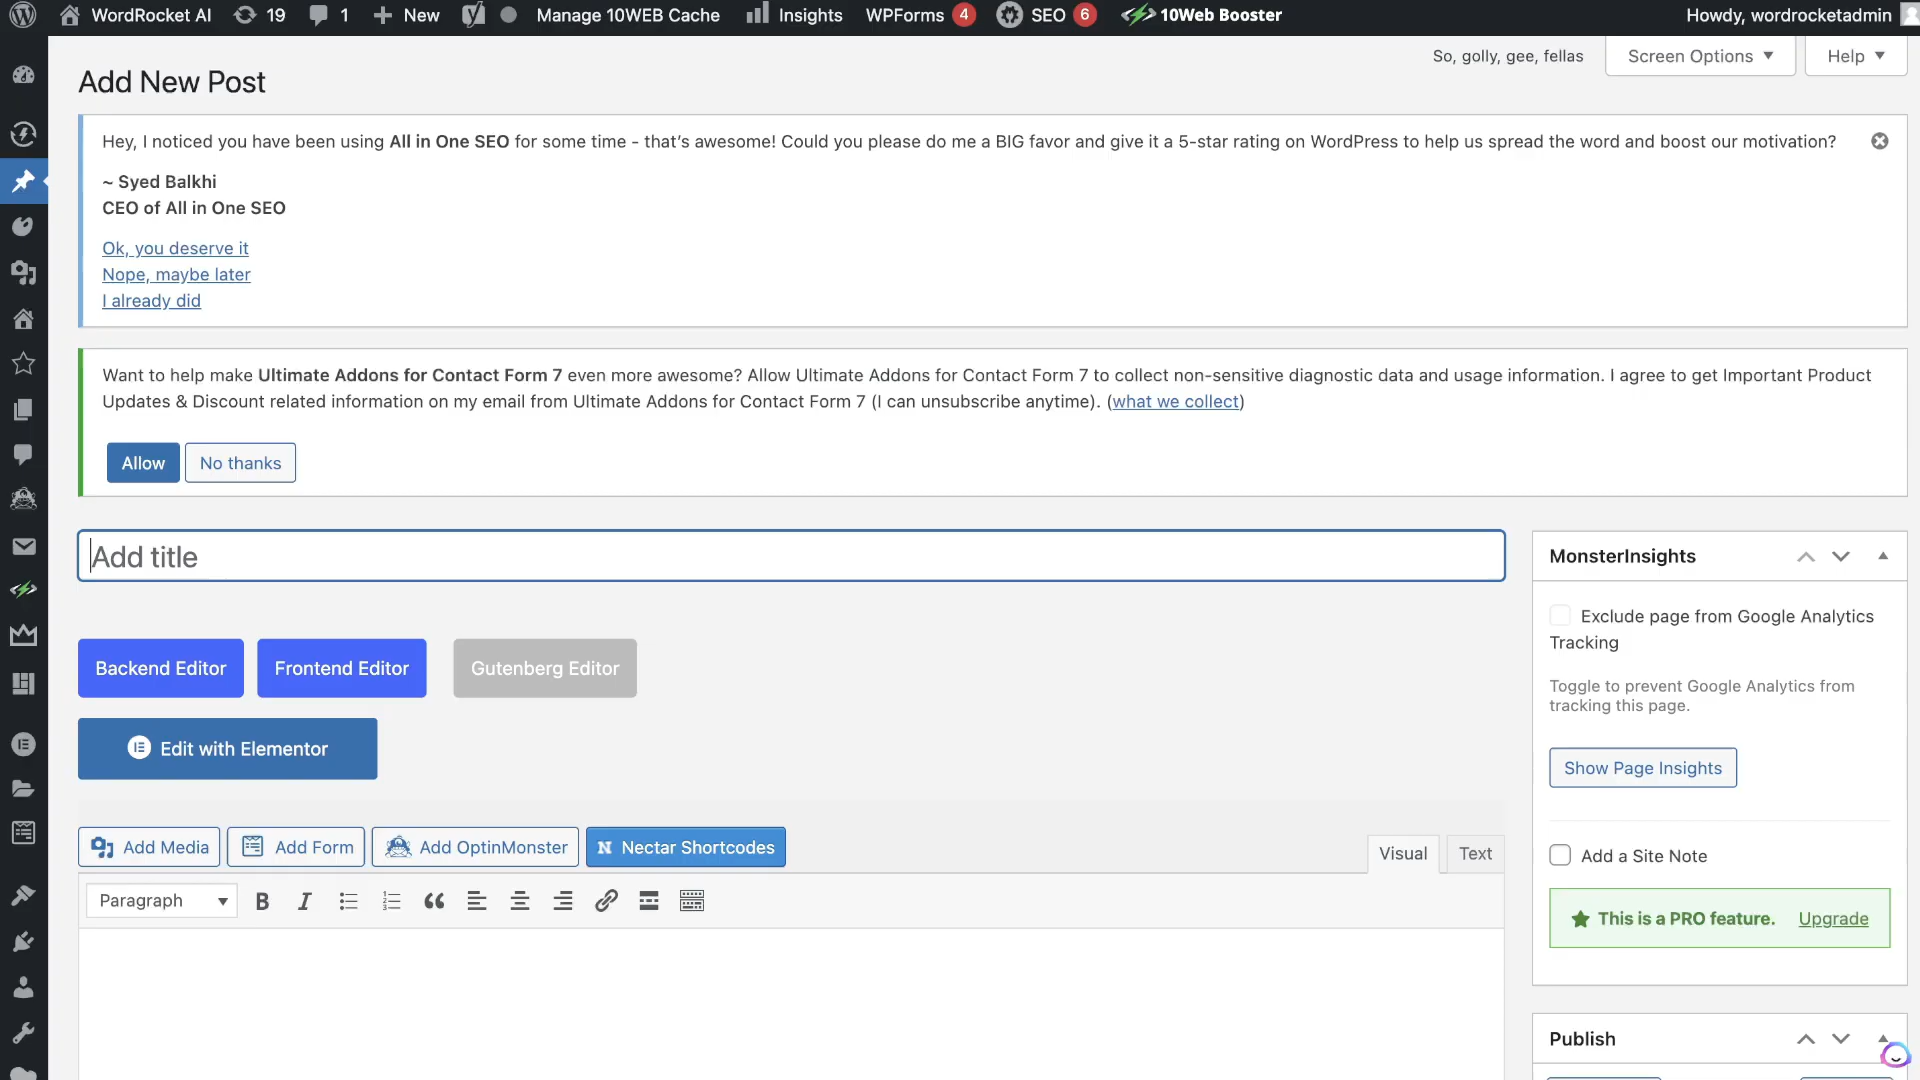 WordRocket AI 19 1 New Manage 10WEB Cache Insights WPForms 4 SEO 6 10Web Booster Howdy, wordrocketadmin
So, golly, gee, fellas Screen Options ▼ Help ▼
Add New Post
Hey, I noticed you have been using All in One SEO for some time - that's awesome! Could you please do me a BIG favor and give it a 5-star rating on WordPress to help us spread the word and boost our motivation?
~ Syed Balkhi
CEO of All in One SEO
Ok, you deserve it
Nope, maybe later
I already did
Want to help make Ultimate Addons for Contact Form 7 even more awesome? Allow Ultimate Addons for Contact Form 7 to collect non-sensitive diagnostic data and usage information. I agree to get Important Product
Updates & Discount related information on my email from Ultimate Addons for Contact Form 7 (I can unsubscribe anytime). (what we collect)
Allow No thanks
Add title
Backend Editor Frontend Editor Gutenberg Editor
Edit with Elementor
Add Media Add Form Add OptinMonster N Nectar Shortcodes
Visual Text
Paragraph B I
MonsterInsights
Exclude page from Google Analytics
Tracking
Toggle to prevent Google Analytics from
tracking this page.
Show Page Insights
Add a Site Note
This is a PRO feature. Upgrade
Publish